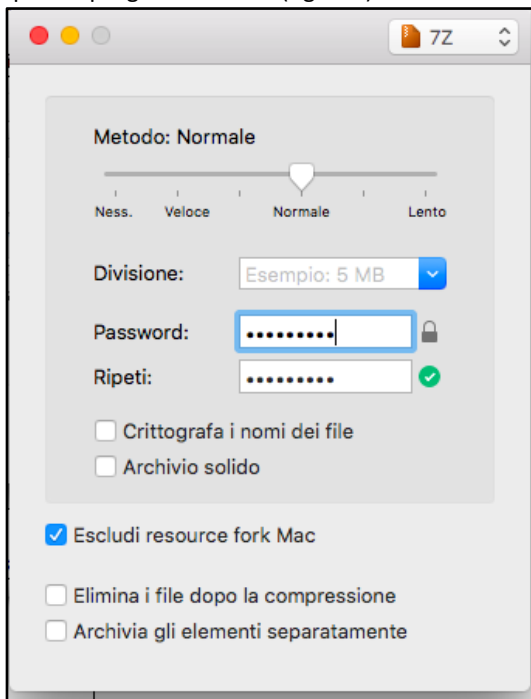 7Z
Metodo: Normale
Ness. Veloce Normale Lento
Divisione: Esempio: 5 MB
Password: •••••••••
Ripeti: •••••••••
Crittografa i nomi dei file
Archivio solido
Escludi resource fork Mac
Elimina i file dopo la compressione
Archivia gli elementi separatamente